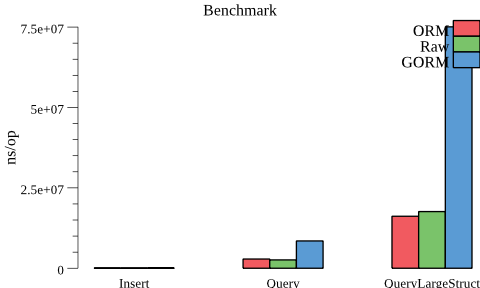 Benchmark
ORM
Raw
GORM
7.5e+07
5e+07
2.5e+07
0
ns/op
Insert
Query
QueryLargeStruct